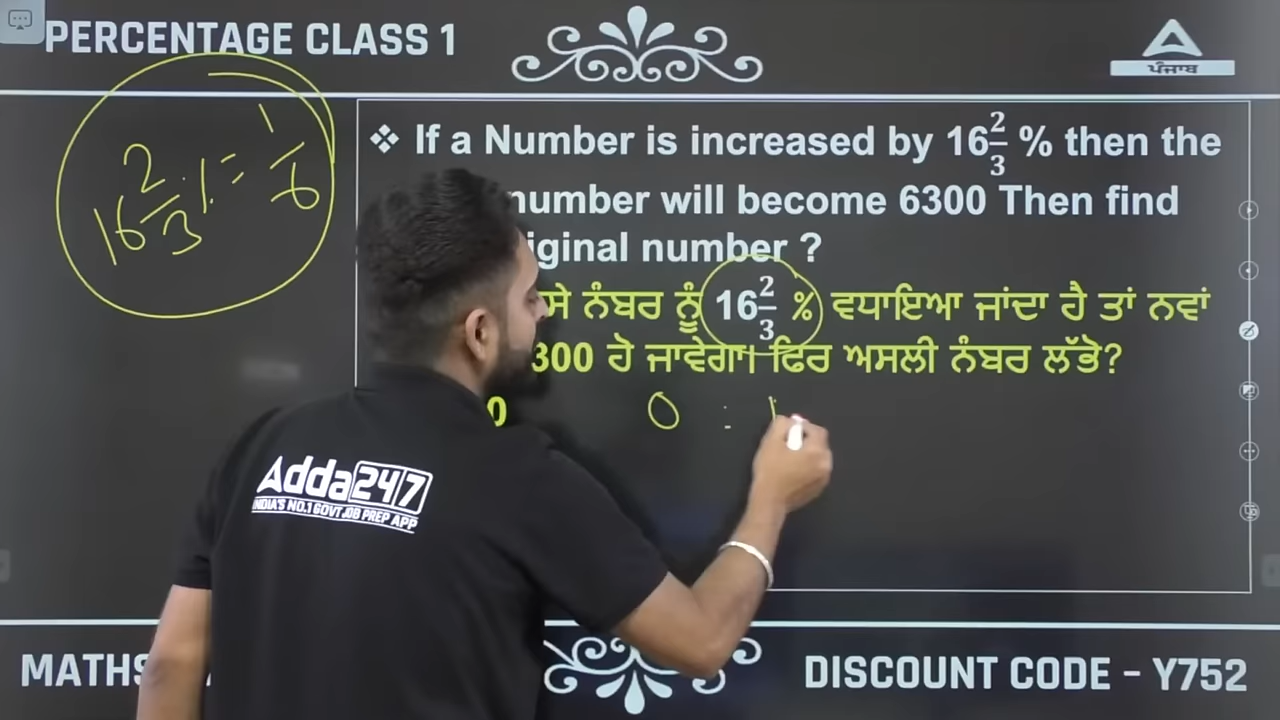 PERCENTAGE CLASS 1
ਪੰਜਾਬ
16 2/3 % = 1/6
❖ If a Number is increased by 16 2/3 % then the
number will become 6300 Then find
iginal number ?
ਸੇ ਨੰਬਰ ਨੂੰ 16 2/3 % ਵਧਾਇਆ ਜਾਂਦਾ ਹੈ ਤਾਂ ਨਵਾਂ
300 ਹੋ ਜਾਵੇਗਾ। ਫਿਰ ਅਸਲੀ ਨੰਬਰ ਲੱਭੋ?
0
O :
Adda247
INDIA'S NO.1 GOVT JOB PREP APP
MATHS
DISCOUNT CODE - Y752